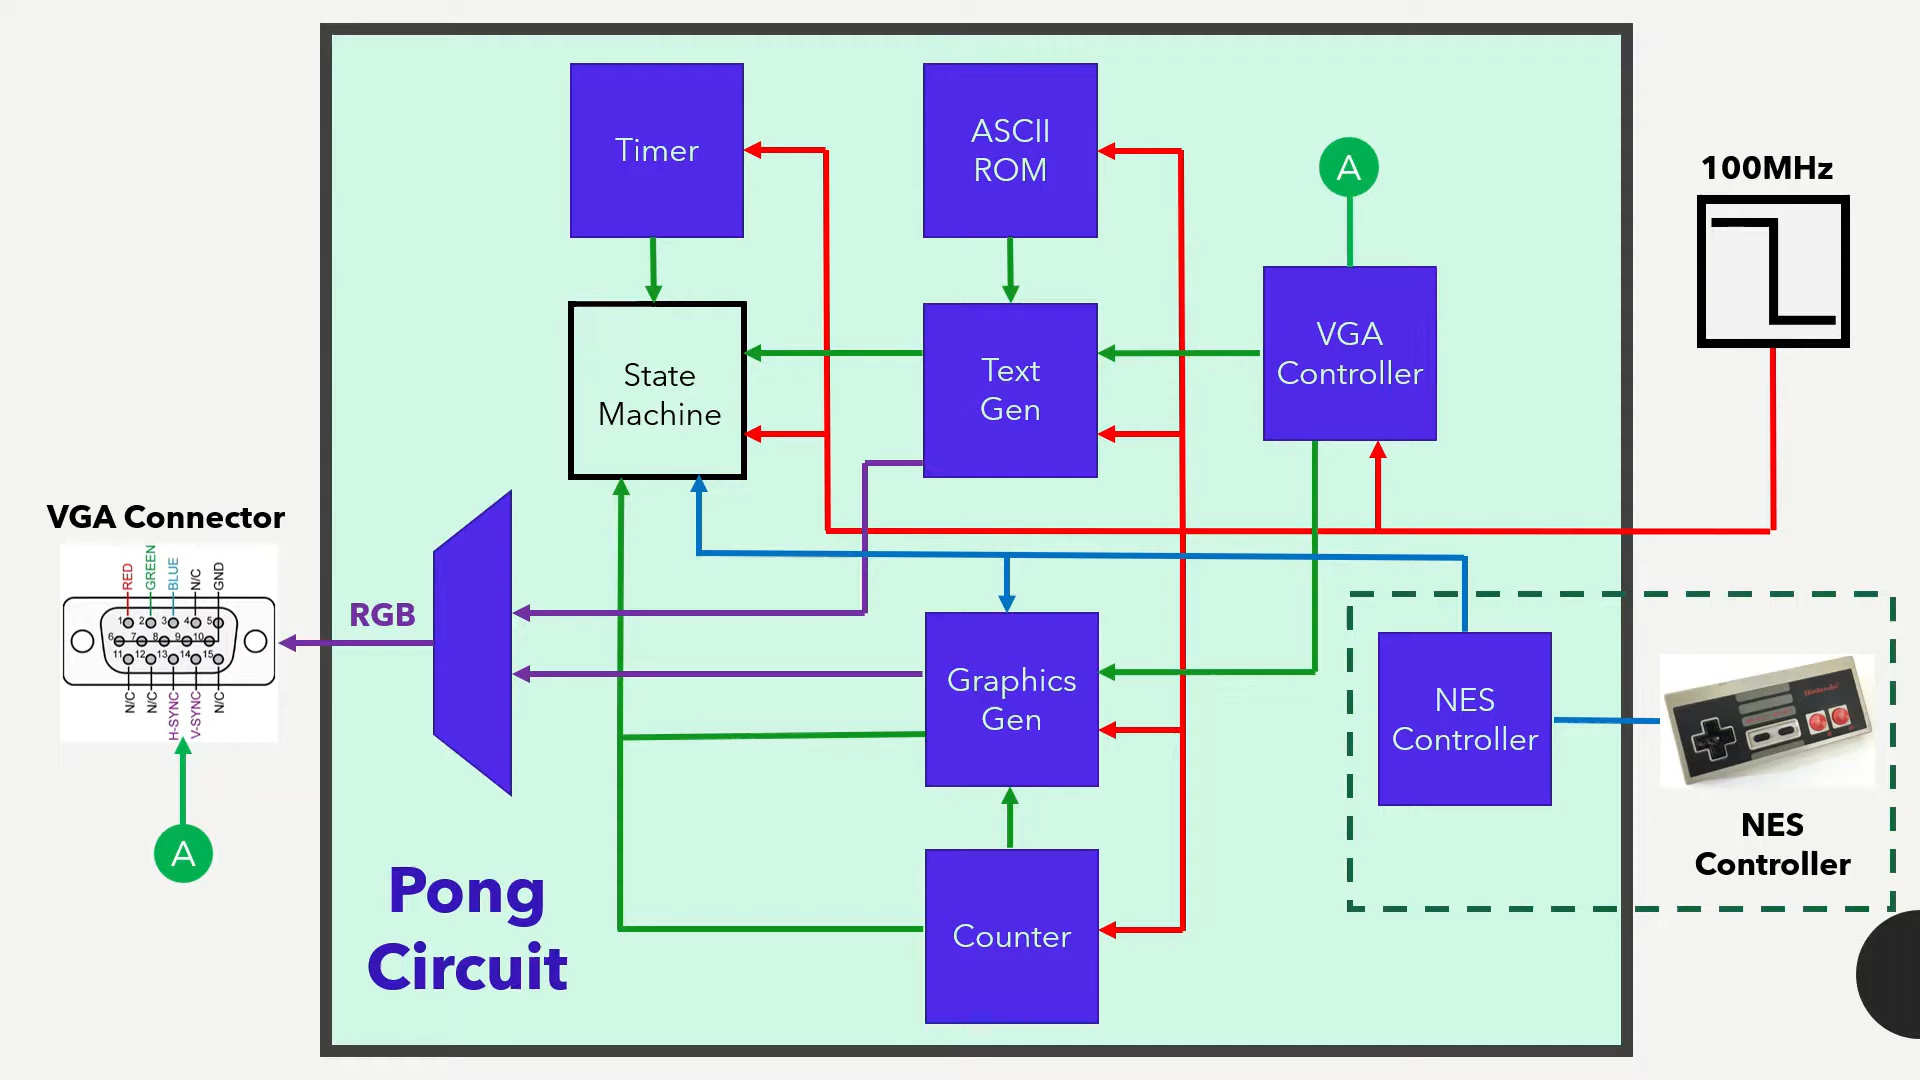 Timer
ASCII
ROM
A
100MHz
State
Machine
Text
Gen
VGA
Controller
VGA Connector
RED
GREEN
BLUE
N/C
GND
1 2 3 4 5
6 7 8 9 10
11 12 13 14 15
N/C
N/C
H-SYNC
V-SYNC
N/C
RGB
A
Graphics
Gen
NES
Controller
Nintendo
NES
Controller
Counter
Pong
Circuit